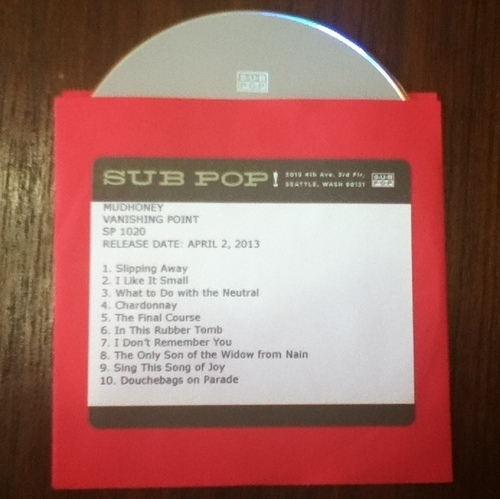 SUB
POP
SUB POP! 2013 4th Ave. 3rd Flr. SUB
SEATTLE, WASH 98121 POP
MUDHONEY
VANISHING POINT
SP 1020
RELEASE DATE: APRIL 2, 2013
1. Slipping Away
2. I Like It Small
3. What to Do with the Neutral
4. Chardonnay
5. The Final Course
6. In This Rubber Tomb
7. I Don't Remember You
8. The Only Son of the Widow from Nain
9. Sing This Song of Joy
10. Douchebags on Parade